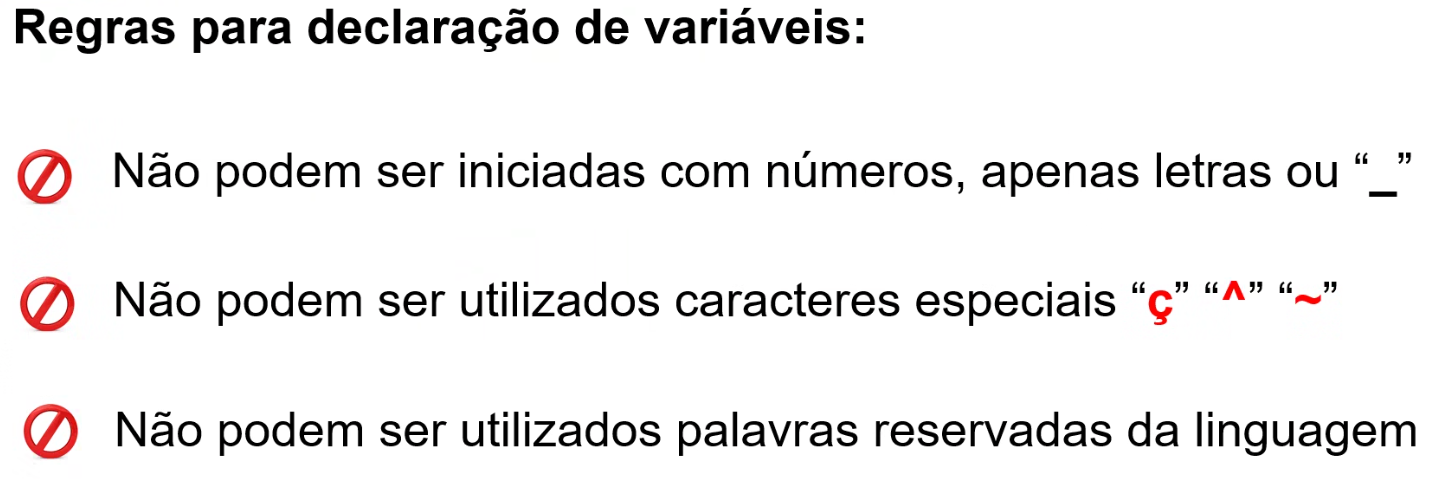 Regras para declaração de variáveis:
Não podem ser iniciadas com números, apenas letras ou “_”
Não podem ser utilizados caracteres especiais “ç” “^” “~”
Não podem ser utilizados palavras reservadas da linguagem